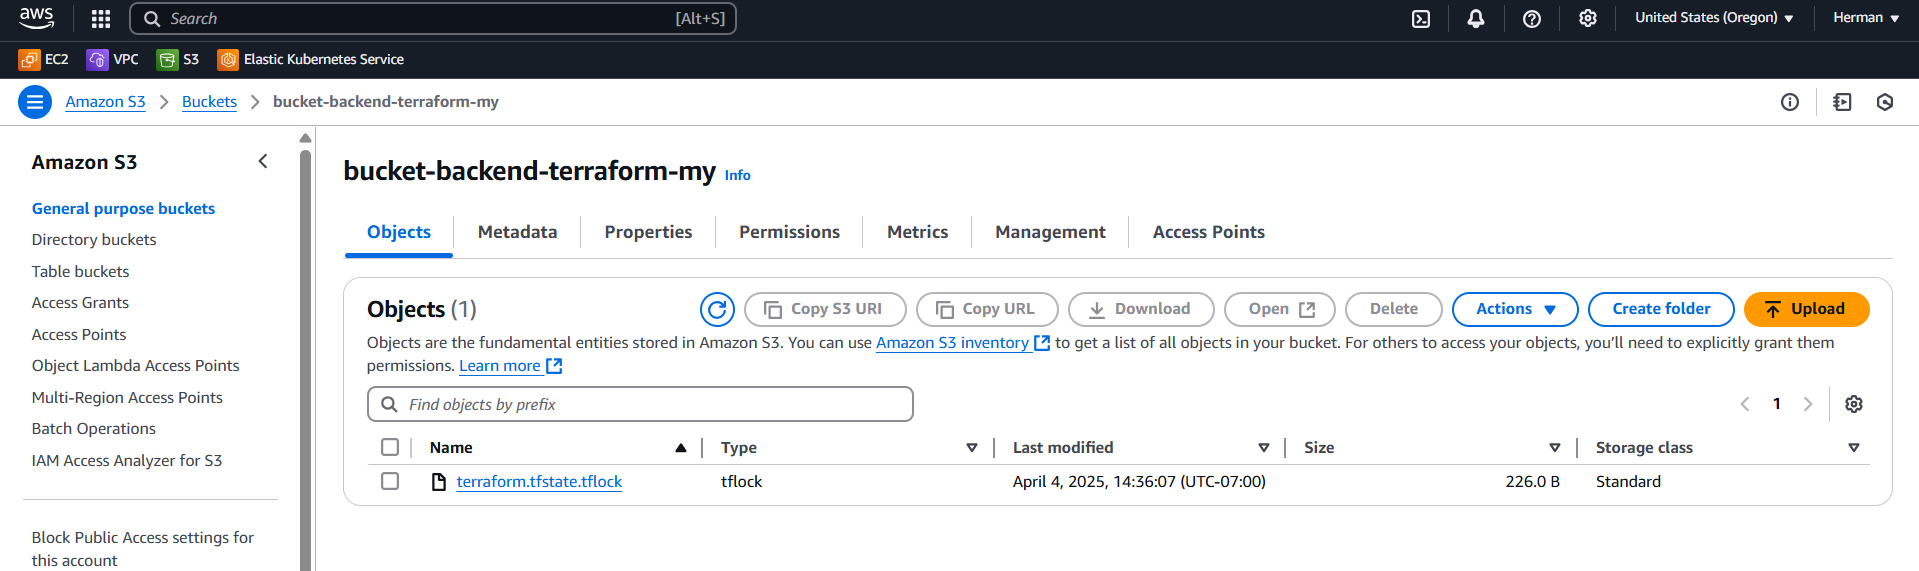 aws Search [Alt+S] United States (Oregon) Herman
EC2 VPC S3 Elastic Kubernetes Service
Amazon S3 Buckets bucket-backend-terraform-my
Amazon S3
General purpose buckets
Directory buckets
Table buckets
Access Grants
Access Points
Object Lambda Access Points
Multi-Region Access Points
Batch Operations
IAM Access Analyzer for S3
Block Public Access settings for
this account
bucket-backend-terraform-my Info
Objects Metadata Properties Permissions Metrics Management Access Points
Objects (1) Copy S3 URI Copy URL Download Open Delete Actions Create folder Upload
Objects are the fundamental entities stored in Amazon S3. You can use Amazon S3 inventory to get a list of all objects in your bucket. For others to access your objects, you’ll need to explicitly grant them
permissions. Learn more
Find objects by prefix 1
Name Type Last modified Size Storage class
terraform.tfstate.tflock tflock April 4, 2025, 14:36:07 (UTC-07:00) 226.0 B Standard